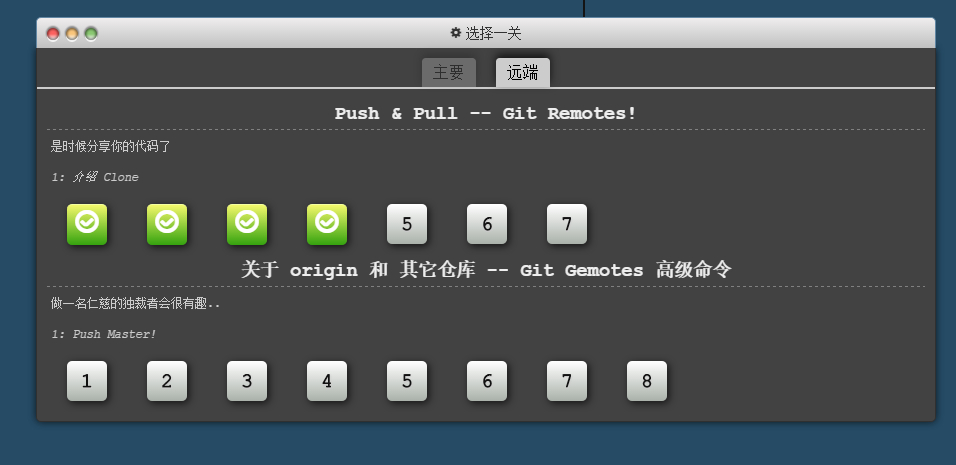 选择一关
主要 远端
Push & Pull -- Git Remotes!
是时候分享你的代码了
1: 介绍 Clone
5 6 7
关于 origin 和 其它仓库 -- Git Gemotes 高级命令
做一名仁慈的独裁者会很有趣..
1: Push Master!
1 2 3 4 5 6 7 8